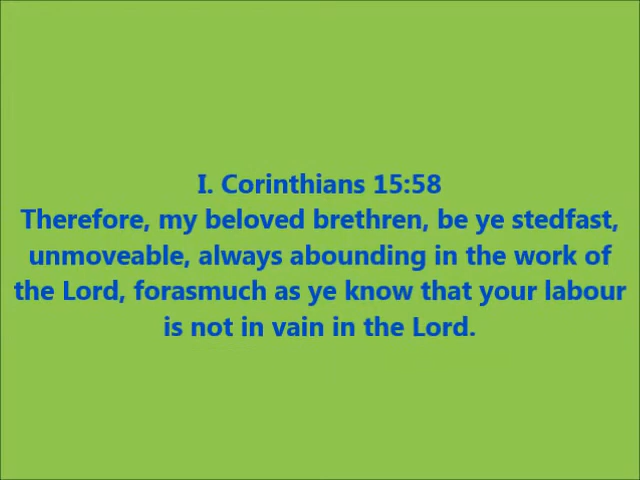 I. Corinthians 15:58
Therefore, my beloved brethren, be ye stedfast,
unmoveable, always abounding in the work of
the Lord, forasmuch as ye know that your labour
is not in vain in the Lord.